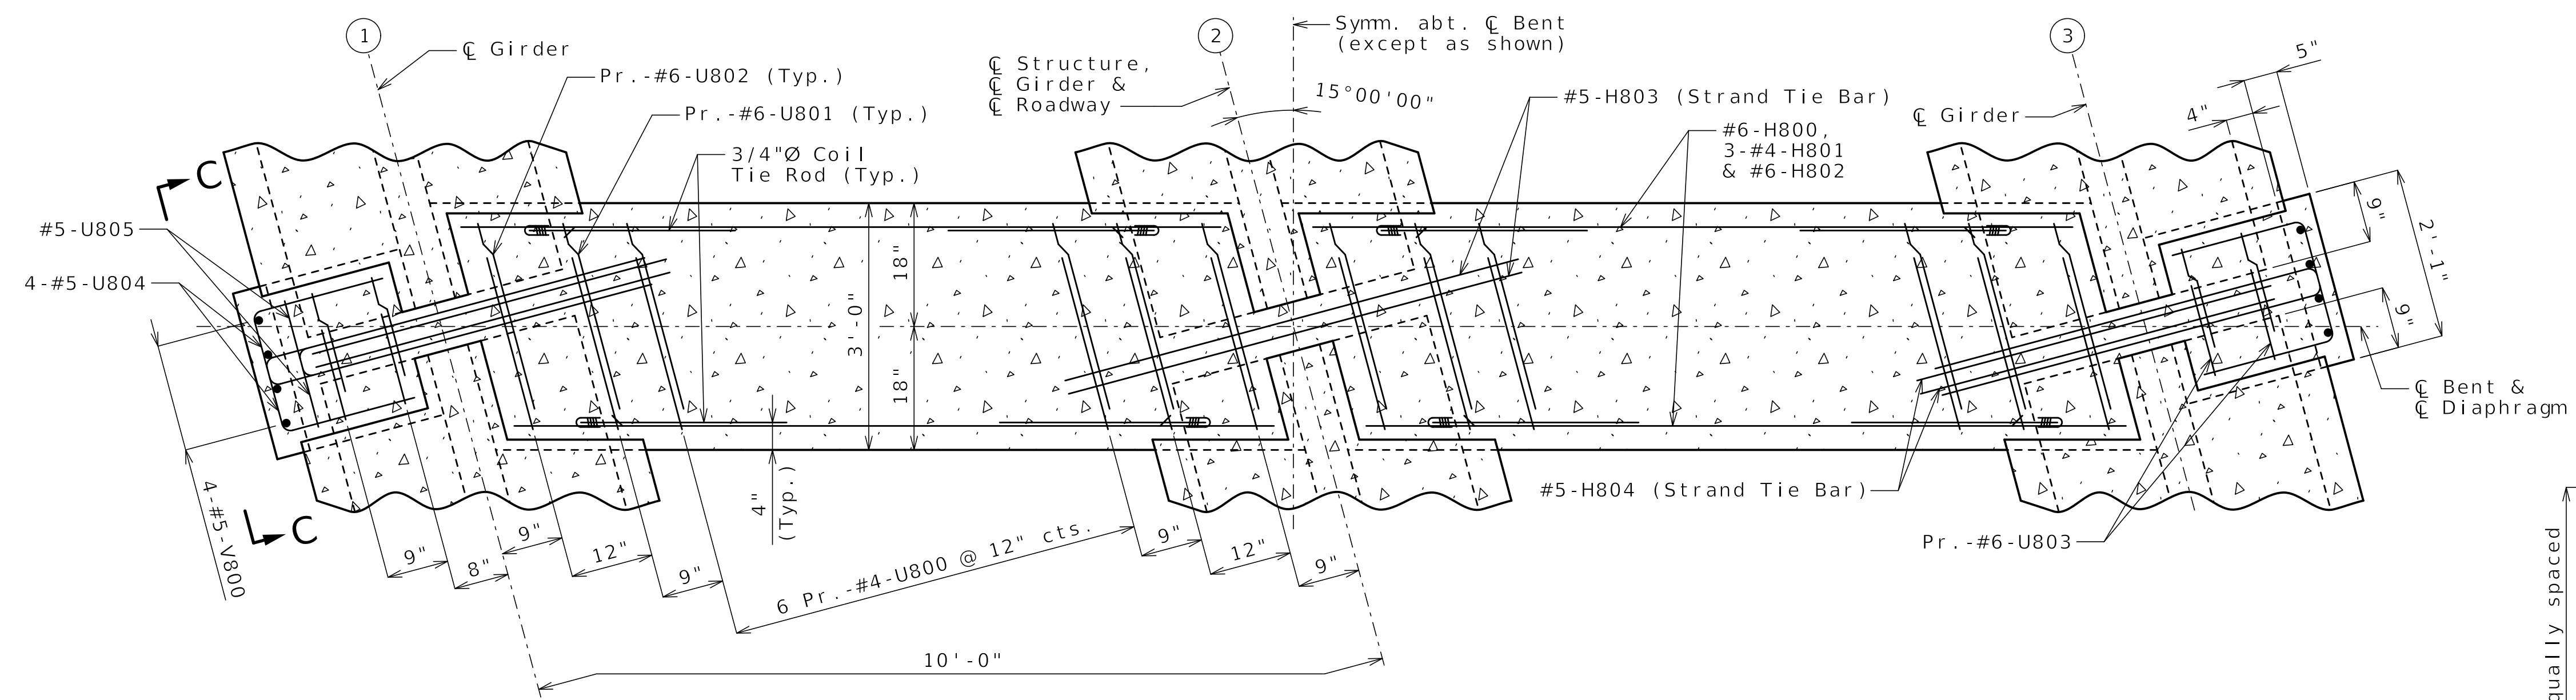 1
℄ Girder
Pr.-#6-U802 (Typ.)
Pr.-#6-U801 (Typ.)
3/4"Ø Coil
Tie Rod (Typ.)
2
℄ Structure,
℄ Girder &
℄ Roadway
Symm. abt. ℄ Bent
(except as shown)
15°00'00"
#5-H803 (Strand Tie Bar)
#6-H800,
3-#4-H801
& #6-H802
3
℄ Girder
5"
4"
9"
2'-1"
9"
C
#5-U805
4-#5-U804
18"
3'-0"
18"
℄ Bent &
℄ Diaphragm
#5-H804 (Strand Tie Bar)
Pr.-#6-U803
4-#5-V800
C
9"
8"
9"
12"
9"
4"
(Typ.)
6 Pr.-#4-U800 @ 12" cts.
9"
12"
9"
10'-0"
qually spaced